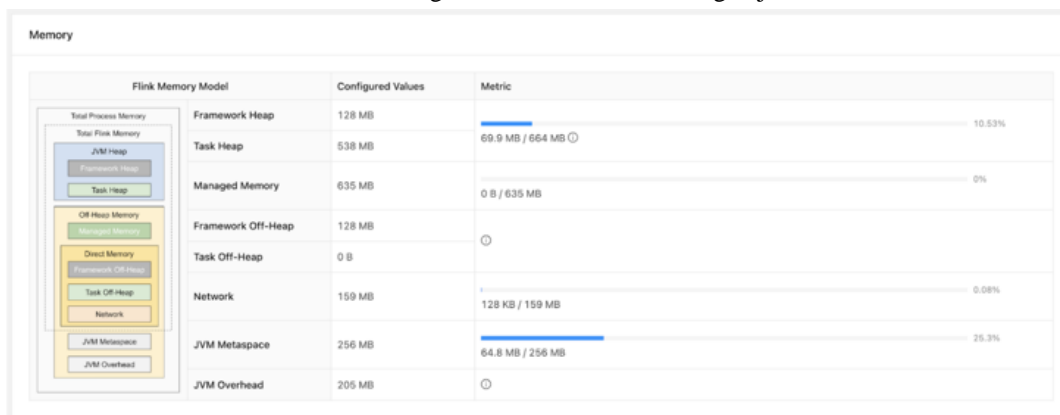 Memory
Flink Memory Model Configured Values Metric
Total Process Memory
Total Flink Memory
JVM Heap
Framework Heap
Task Heap
Off-Heap Memory
Managed Memory
Direct Memory
Framework Off-Heap
Task Off-Heap
Network
JVM Metaspace
JVM Overhead
Framework Heap 128 MB
Task Heap 538 MB
10.53%
69.9 MB / 664 MB
Managed Memory 635 MB
0%
0 B / 635 MB
Framework Off-Heap 128 MB
Task Off-Heap 0 B
Network 159 MB
0.08%
128 KB / 159 MB
JVM Metaspace 256 MB
25.3%
64.8 MB / 256 MB
JVM Overhead 205 MB